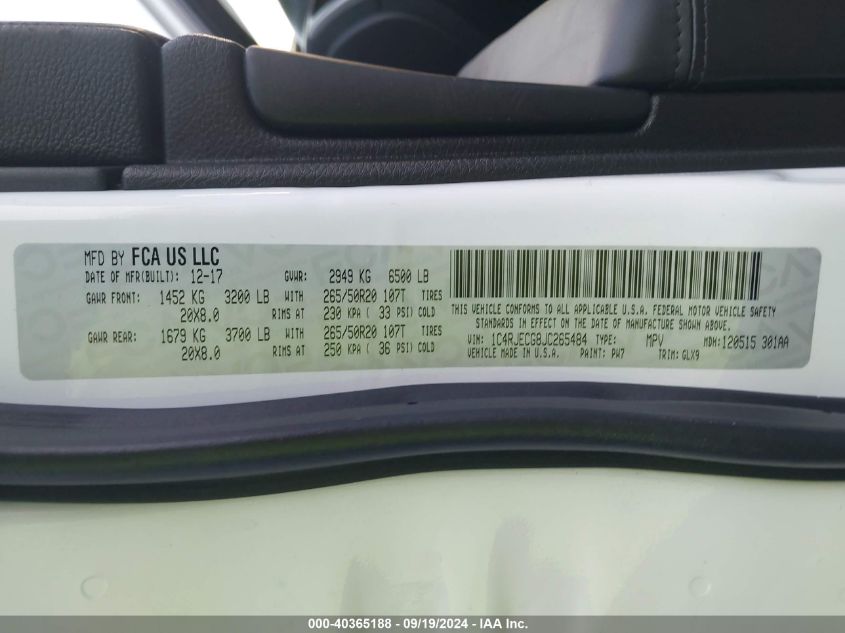 MFD BY FCA US LLC
DATE OF MFR(BUILT): 12-17 GVWR: 2949 KG 6500 LB
GAWR FRONT: 1452 KG 3200 LB WITH 265/50R20 107T TIRES
20X8.0 RIMS AT 230 KPA ( 33 PSI) COLD
GAWR REAR: 1679 KG 3700 LB WITH 265/50R20 107T TIRES
20X8.0 RIMS AT 250 KPA ( 36 PSI) COLD
THIS VEHICLE CONFORMS TO ALL APPLICABLE U.S.A. FEDERAL MOTOR VEHICLE SAFETY
STANDARDS IN EFFECT ON THE DATE OF MANUFACTURE SHOWN ABOVE.
VIN: 1C4RJECG8JC265484 TYPE: MPV MDH:120515 301AA
VEHICLE MADE IN U.S.A. PAINT: PW7 TRIM: GLX9
000-40365188 - 09/19/2024 - IAA Inc.